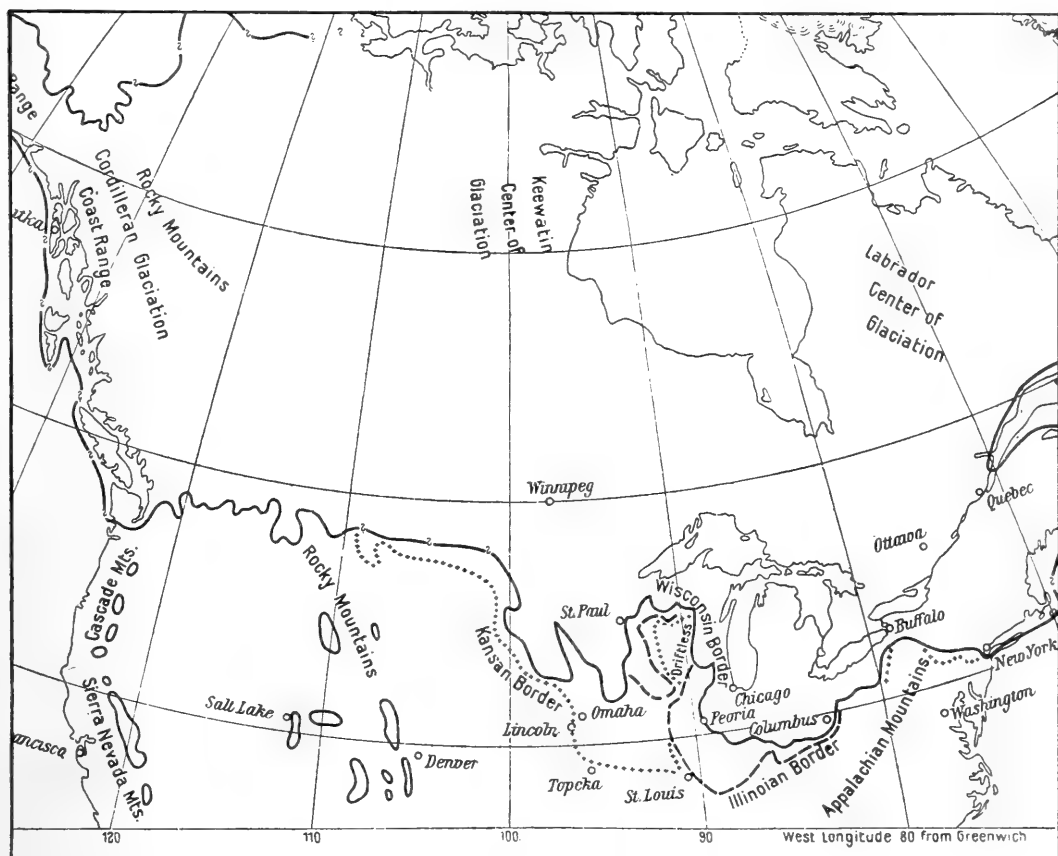 Range
Rocky Mountains
Cordilleran Glaciation
Coast Range
utka
Keewatin
Center of
Glaciation
Labrador
Center of
Glaciation
Winnipeg
Quebec
Ottawa
Cascade Mts.
Rocky
Mountains
St. Paul
Wisconsin Border
Driftless
Buffalo
Kansan Border
New York
Sierra Nevada Mts.
Salt Lake
Omaha
Chicago
Peoria
Columbus
Washington
Lincoln
ancisca
Denver
Topcka
St. Louis
Illinoian Border
Appalachian Mountains
120
110
100.
90
West Longitude 80 from Greenwich